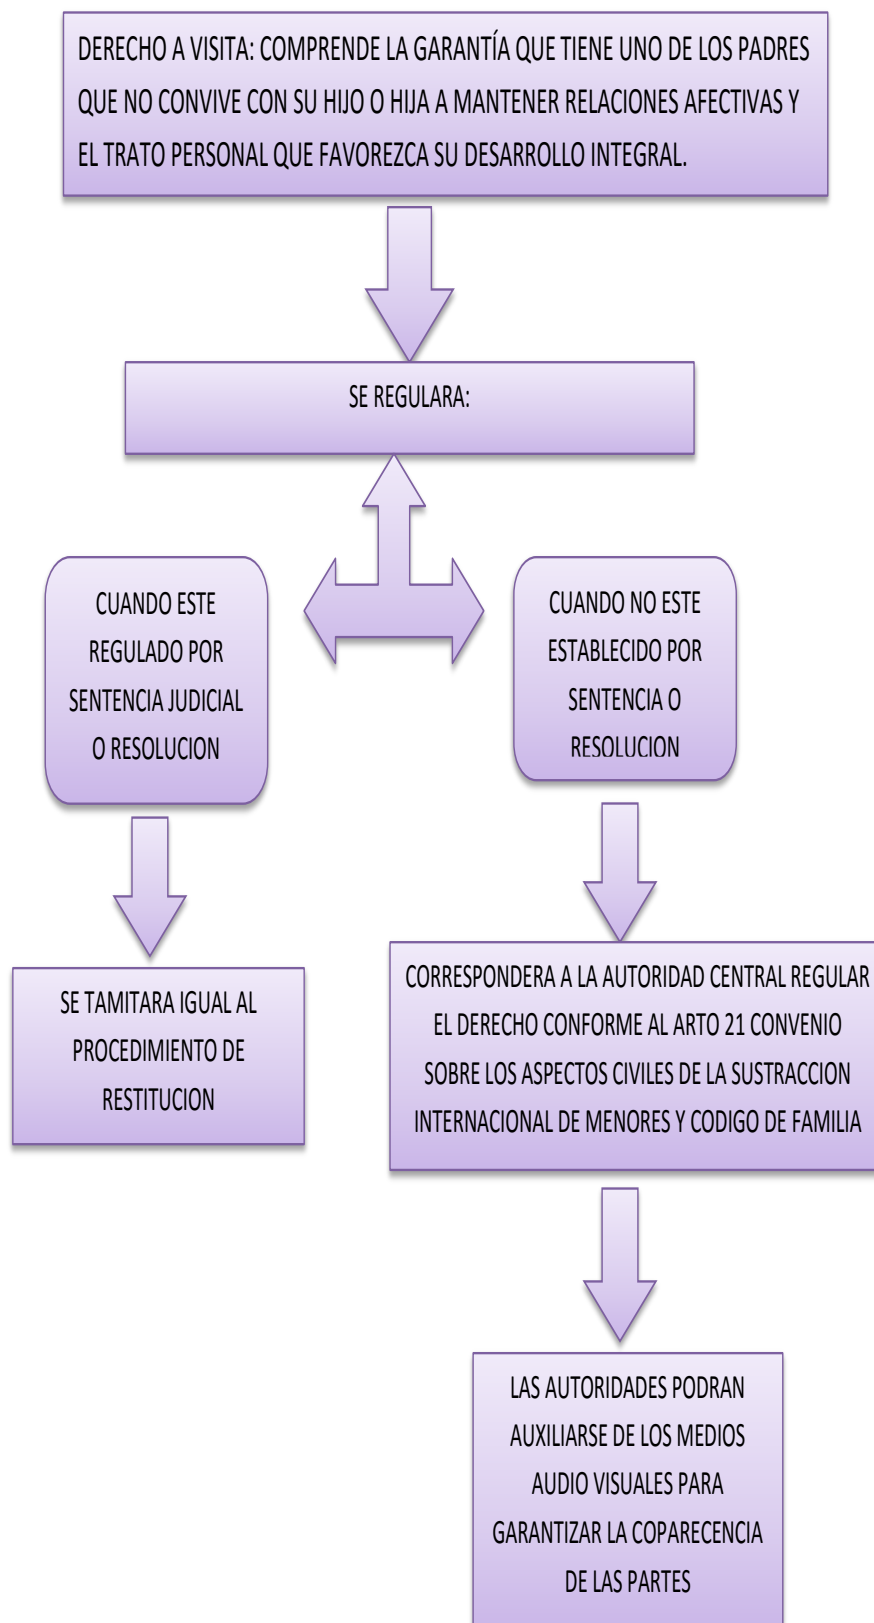 DERECHO A VISITA: COMPRENDE LA GARANTÍA QUE TIENE UNO DE LOS PADRES
QUE NO CONVIVE CON SU HIJO O HIJA A MANTENER RELACIONES AFECTIVAS Y
EL TRATO PERSONAL QUE FAVOREZCA SU DESARROLLO INTEGRAL.
SE REGULARA:
CUANDO ESTE
REGULADO POR
SENTENCIA JUDICIAL
O RESOLUCION
CUANDO NO ESTE
ESTABLECIDO POR
SENTENCIA O
RESOLUCION
SE TAMITARA IGUAL AL
PROCEDIMIENTO DE
RESTITUCION
CORRESPONDERA A LA AUTORIDAD CENTRAL REGULAR
EL DERECHO CONFORME AL ARTO 21 CONVENIO
SOBRE LOS ASPECTOS CIVILES DE LA SUSTRACCION
INTERNACIONAL DE MENORES Y CODIGO DE FAMILIA
LAS AUTORIDADES PODRAN
AUXILIARSE DE LOS MEDIOS
AUDIO VISUALES PARA
GARANTIZAR LA COPARECENCIA
DE LAS PARTES